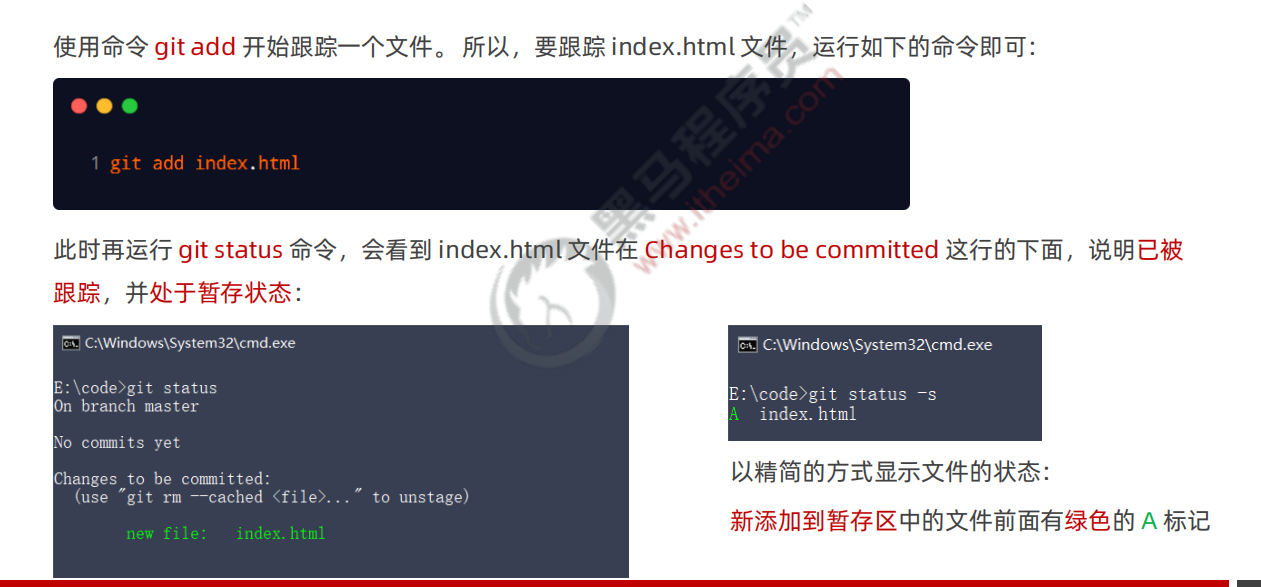 使用命令 git add 开始跟踪一个文件。 所以，要跟踪 index.html 文件，运行如下的命令即可：
1 git add index.html
此时再运行 git status 命令，会看到 index.html 文件在 Changes to be committed 这行的下面，说明已被
跟踪，并处于暂存状态：
C:\Windows\System32\cmd.exe
E:\code>git status
On branch master
No commits yet
Changes to be committed:
(use "git rm --cached <file>..." to unstage)
new file: index.html
C:\Windows\System32\cmd.exe
E:\code>git status -s
A index.html
以精简的方式显示文件的状态：
新添加到暂存区中的文件前面有绿色的 A 标记
黑马程序员™
www.itheima.com